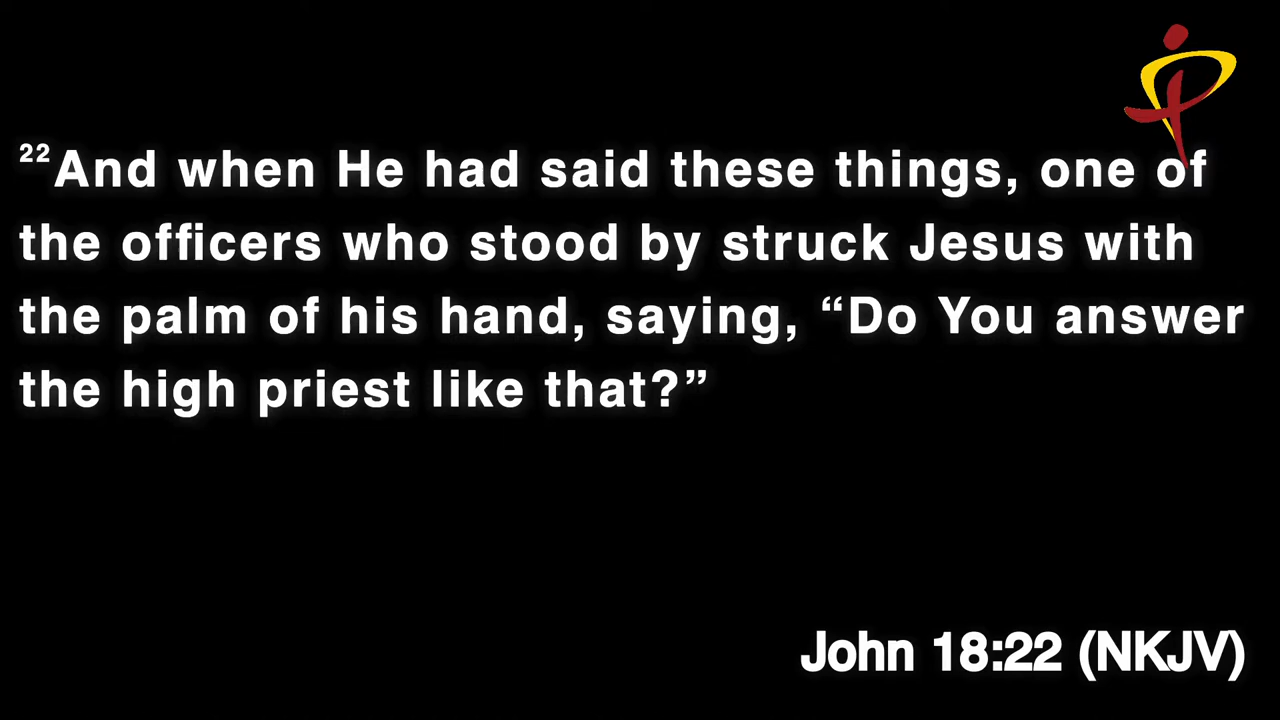 ²²And when He had said these things, one of
the officers who stood by struck Jesus with
the palm of his hand, saying, “Do You answer
the high priest like that?”
John 18:22 (NKJV)